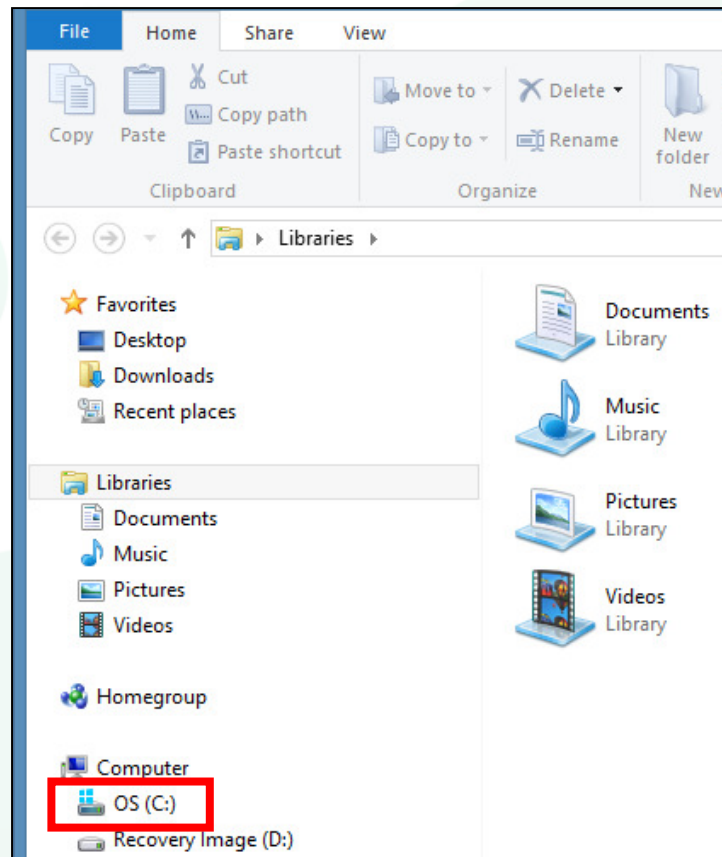 File Home Share View
Cut
Copy path
Paste shortcut
Copy Paste
Clipboard
Move to
Copy to
Delete
Rename
Organize
New
folder
New
Libraries
Favorites
Desktop
Downloads
Recent places
Libraries
Documents
Music
Pictures
Videos
Homegroup
Computer
OS (C:)
Recovery Image (D:)
Documents
Library
Music
Library
Pictures
Library
Videos
Library